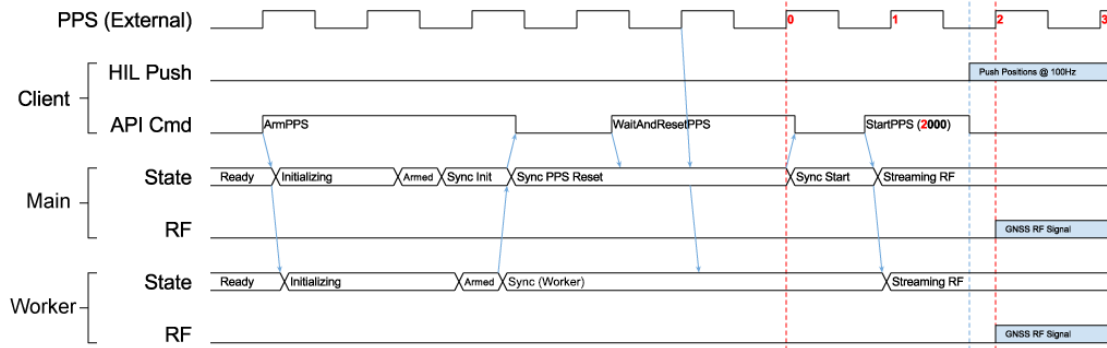 PPS (External)
0
1
2
3
Client
HIL Push
Push Positions @ 100Hz
API Cmd
ArmPPS
WaitAndResetPPS
StartPPS (2000)
Main
State
Ready
Initializing
Armed
Sync Init
Sync PPS Reset
Sync Start
Streaming RF
RF
GNSS RF Signal
Worker
State
Ready
Initializing
Armed
Sync (Worker)
Streaming RF
RF
GNSS RF Signal